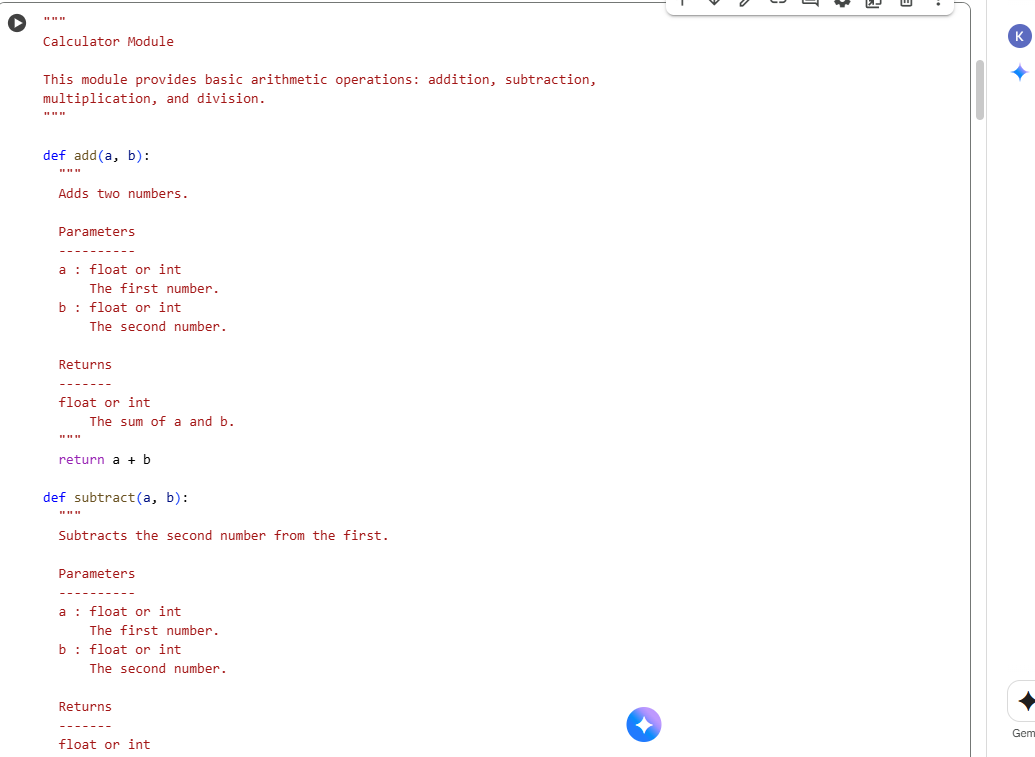 """
Calculator Module

This module provides basic arithmetic operations: addition, subtraction,
multiplication, and division.
"""

def add(a, b):
  """
  Adds two numbers.

  Parameters
  ----------
  a : float or int
      The first number.
  b : float or int
      The second number.

  Returns
  -------
  float or int
      The sum of a and b.
  """
  return a + b

def subtract(a, b):
  """
  Subtracts the second number from the first.

  Parameters
  ----------
  a : float or int
      The first number.
  b : float or int
      The second number.

  Returns
  -------
  float or int
K
Gem